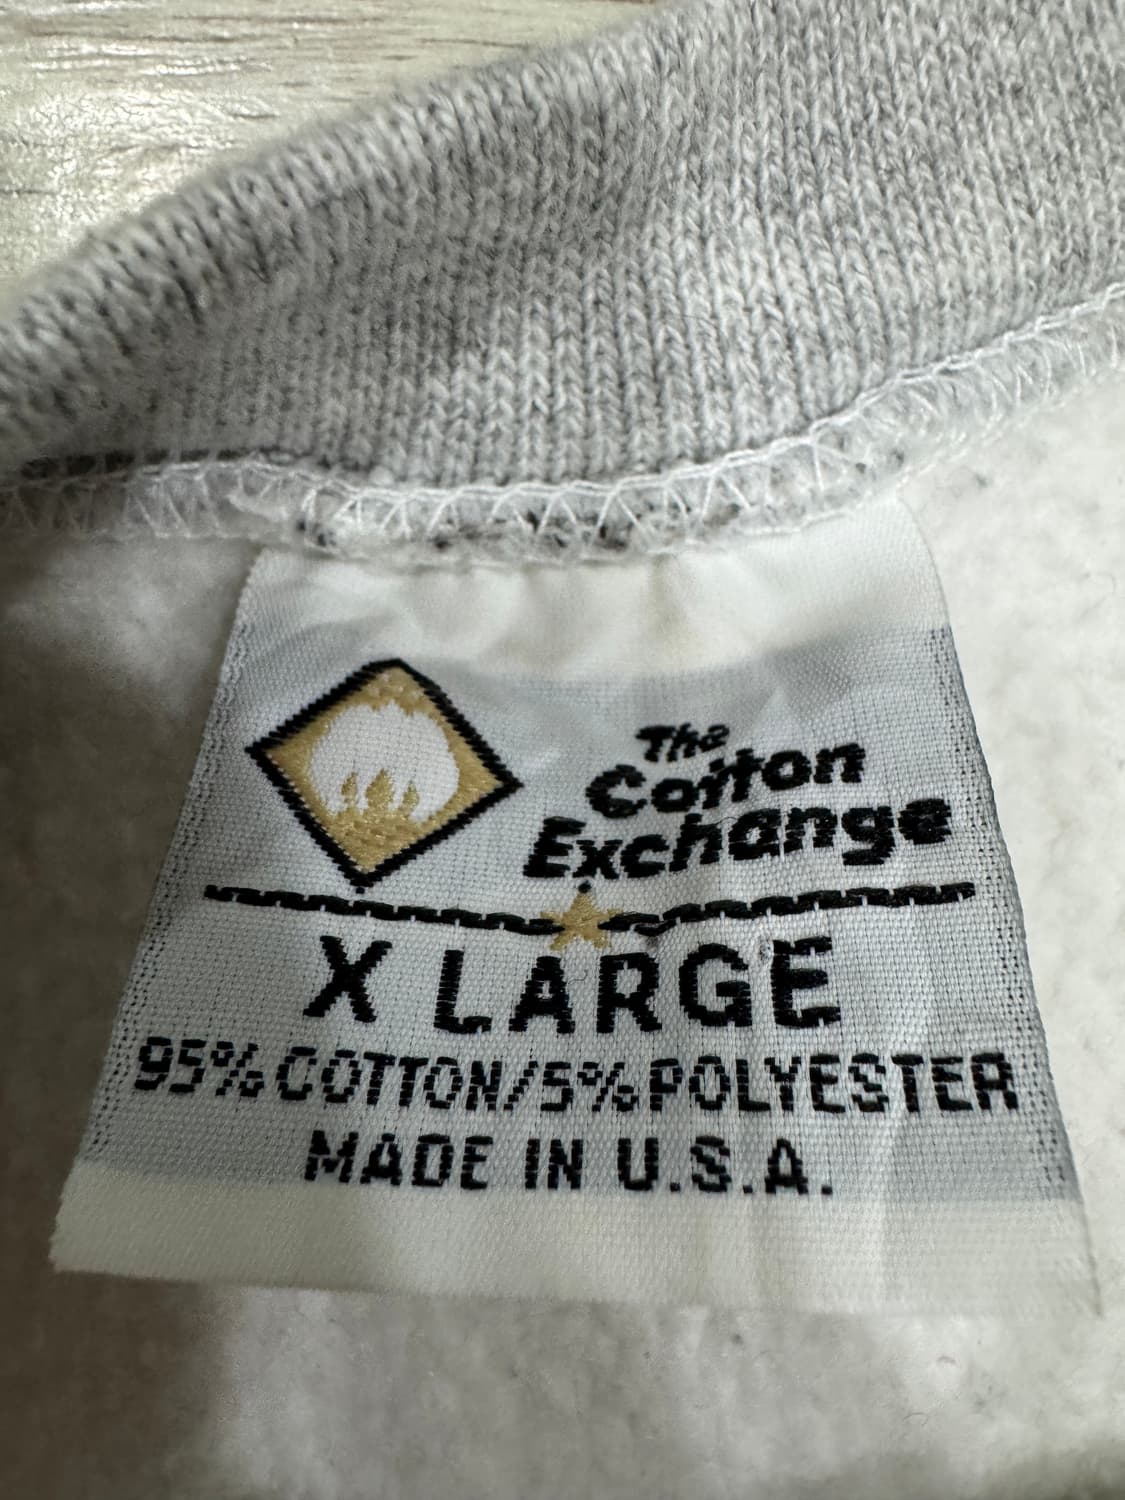 The
Cotton
Exchange
X LARGE
95% COTTON/5% POLYESTER
MADE IN U.S.A.